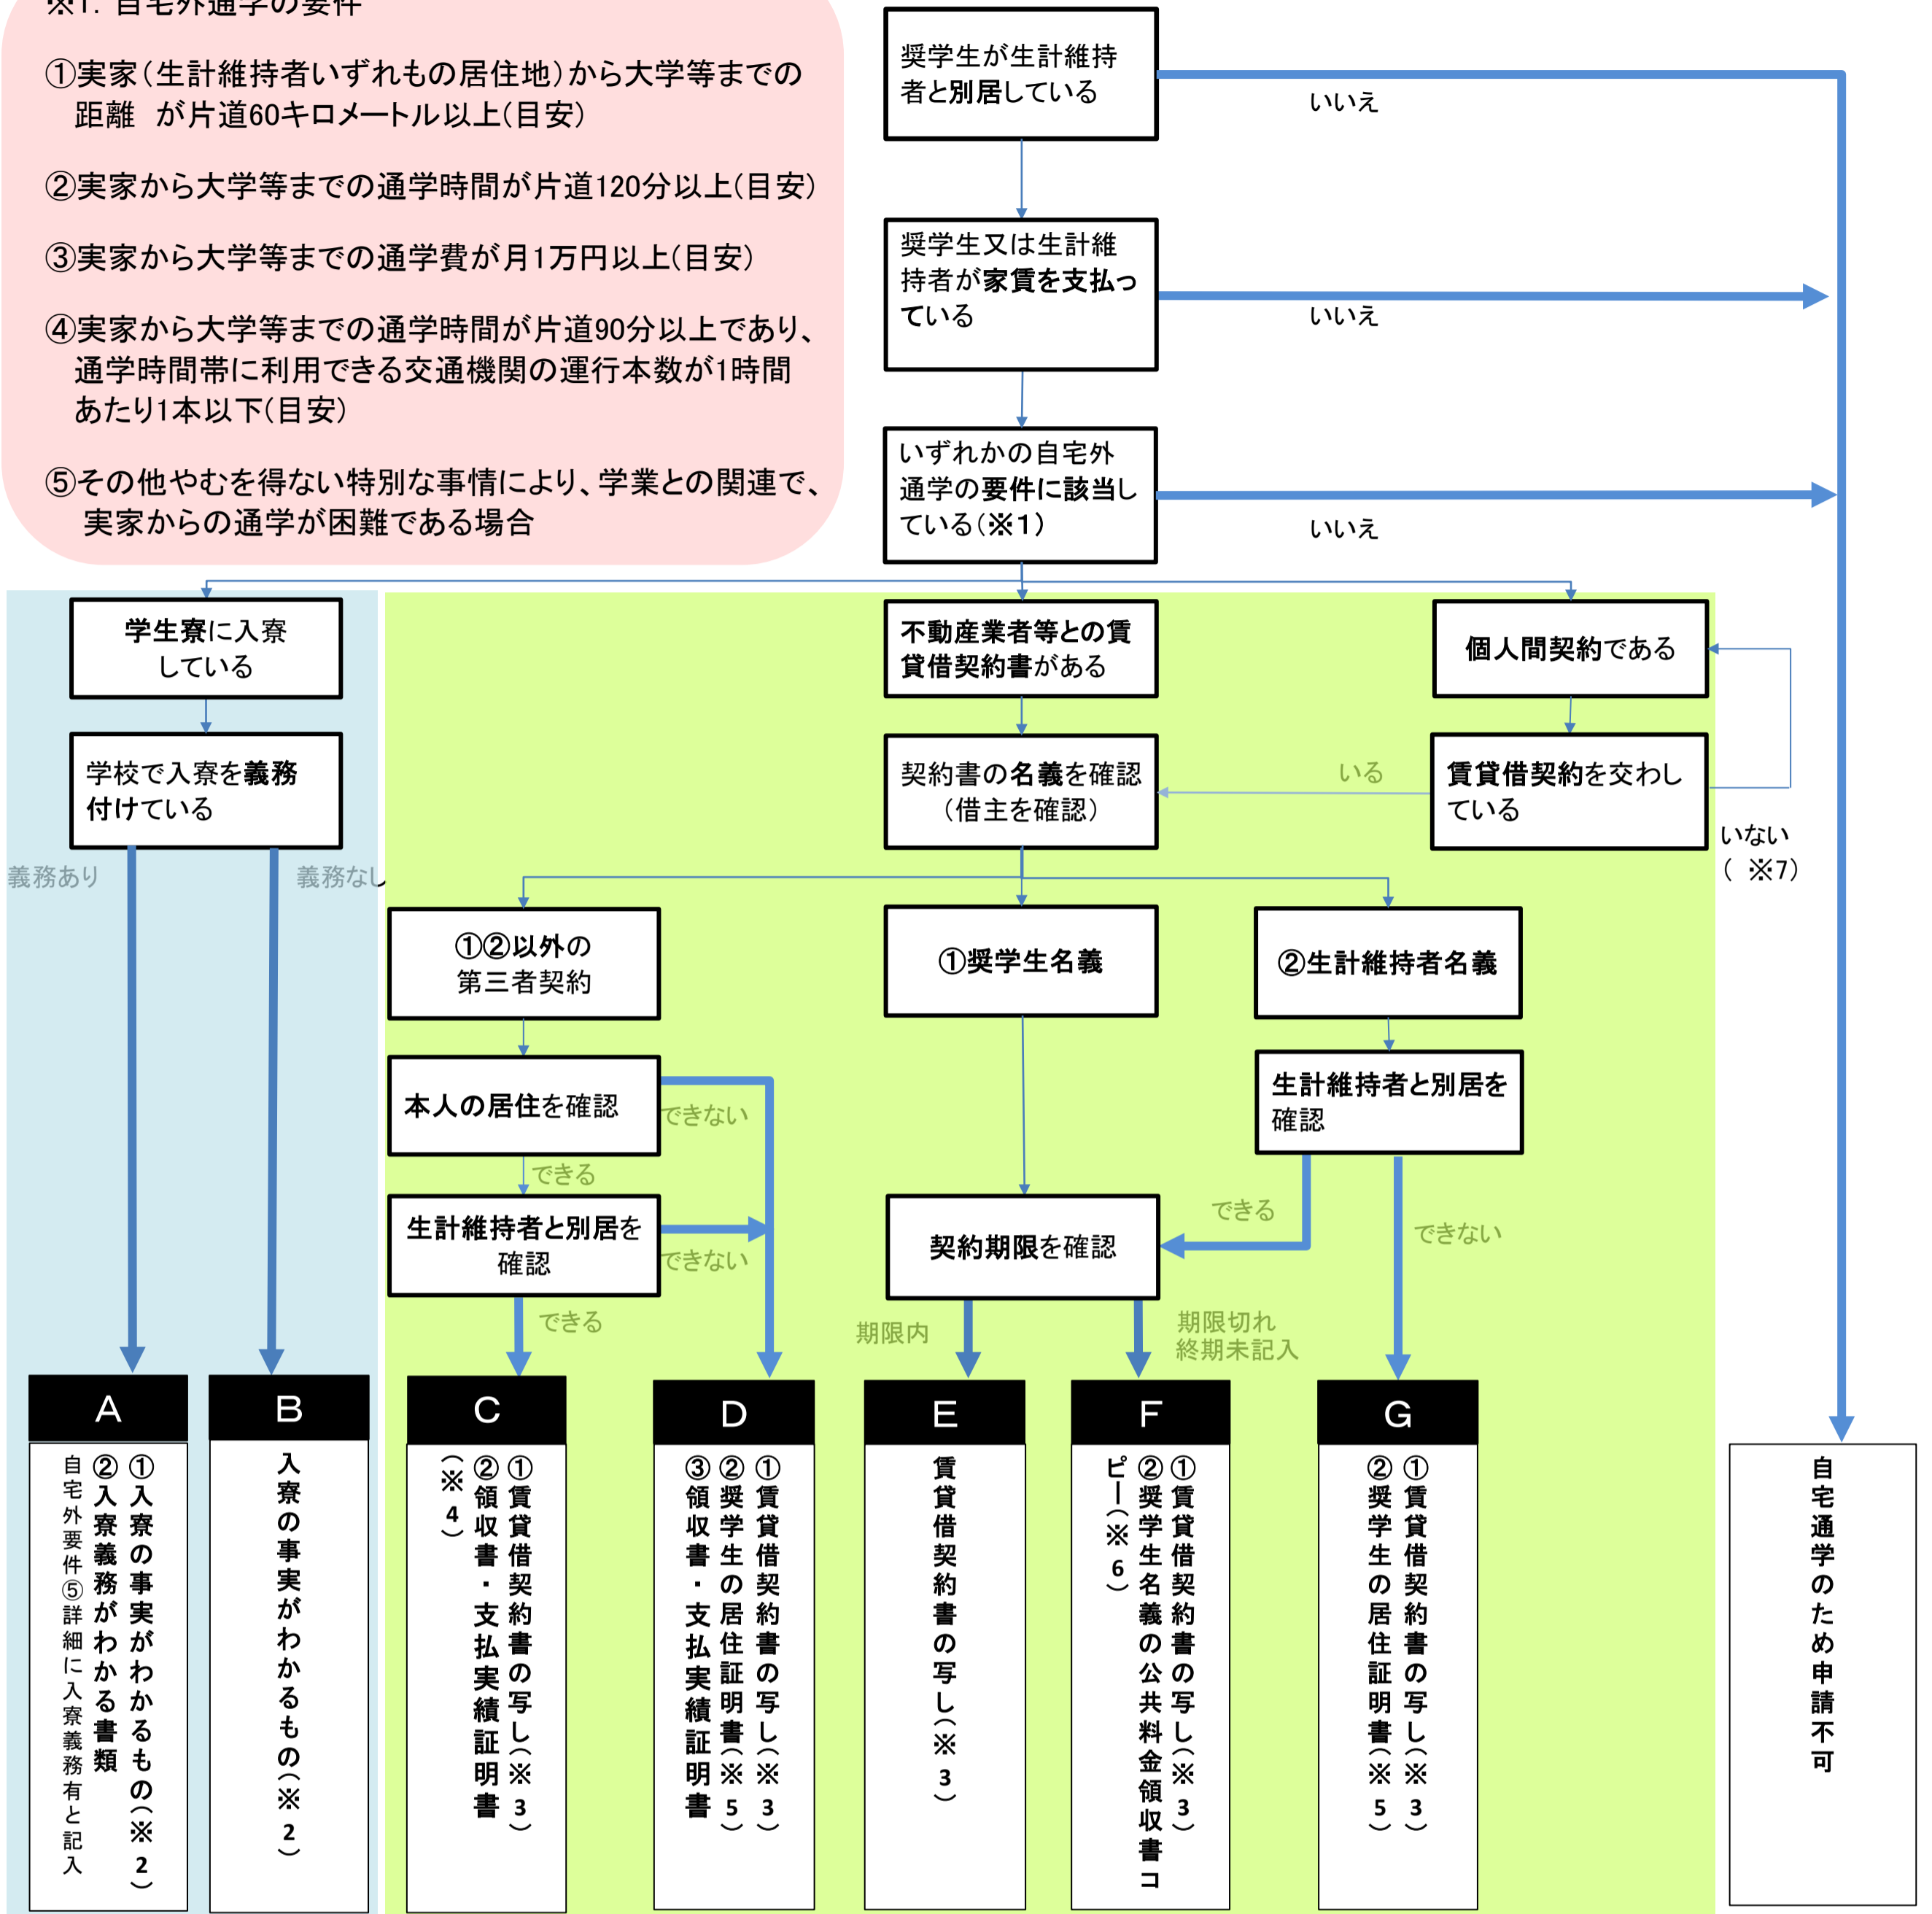 ※1. 自宅外通学の要件
①実家（生計維持者いずれもの居住地）から大学等までの
距離　が片道60キロメートル以上(目安)
②実家から大学等までの通学時間が片道120分以上(目安)
③実家から大学等までの通学費が月1万円以上(目安)
④実家から大学等までの通学時間が片道90分以上であり、
通学時間帯に利用できる交通機関の運行本数が1時間
あたり1本以下(目安)
⑤その他やむを得ない特別な事情により、学業との関連で、
実家からの通学が困難である場合
奨学生が生計維持
者と別居している
いいえ
奨学生又は生計維
持者が家賃を支払っ
ている
いいえ
いずれかの自宅外
通学の要件に該当し
ている(※1)
いいえ
学生寮に入寮
している
不動産業者等との賃
貸借契約書がある
個人間契約である
学校で入寮を義務
付けている
契約書の名義を確認
（借主を確認）
いる
賃貸借契約を交わし
ている
いない
( ※7)
義務あり
義務なし
①②以外の
第三者契約
①奨学生名義
②生計維持者名義
本人の居住を確認
できない
生計維持者と別居を
確認
できる
生計維持者と別居を
確認
できない
契約期限を確認
できる
できない
できる
期限内
期限切れ
終期未記入
A
①入寮の事実がわかるもの(※2)
②入寮義務がわかる書類
自宅外要件⑤詳細に入寮義務有と記入
B
入寮の事実がわかるもの(※2)
C
①賃貸借契約書の写し(※3)
②領収書・支払実績証明書
(※4)
D
①賃貸借契約書の写し(※3)
②奨学生の居住証明書(※5)
③領収書・支払実績証明書
E
賃貸借契約書の写し(※3)
F
①賃貸借契約書の写し(※3)
②奨学生名義の公共料金領収書コ
ピー(※6)
G
①賃貸借契約書の写し(※3)
②奨学生の居住証明書(※5)
自宅通学のため申請不可